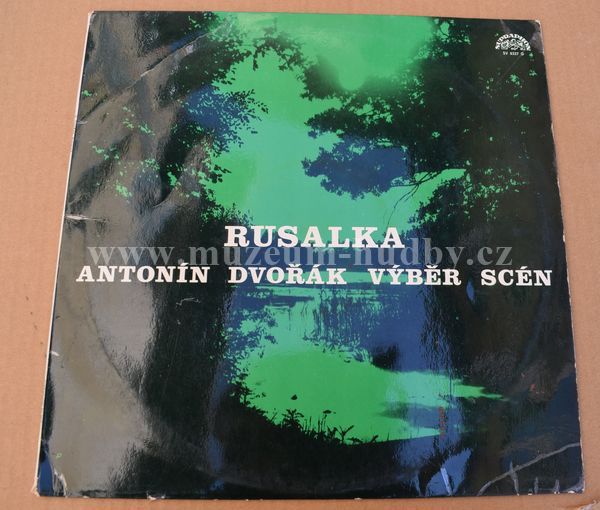 SUPRAPHON
RUSALKA
www.muzeum-hudby.cz
ANTONÍN DVOŘÁK VÝBĚR SCÉN